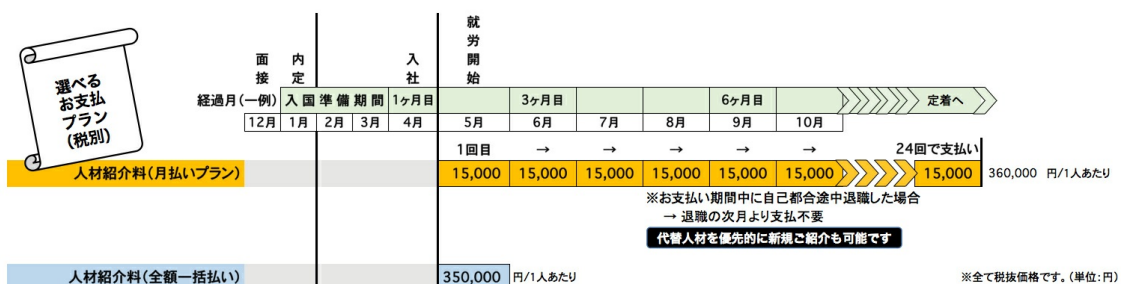 選べる
お支払
プラン
(税別)
面接
内定
入社
就労開始
経過月(一例) 入国準備期間 1ヶ月目 3ヶ月目 6ヶ月目 定着へ
12月 1月 2月 3月 4月 5月 6月 7月 8月 9月 10月
1回目 → → → → → 24回で支払い
人材紹介料(月払いプラン) 15,000 15,000 15,000 15,000 15,000 15,000 15,000 360,000 円/1人あたり
※お支払い期間中に自己都合途中退職した場合
→ 退職の次月より支払不要
代替人材を優先的に新規ご紹介も可能です
人材紹介料(全額一括払い) 350,000 円/1人あたり ※全て税抜価格です。(単位:円)